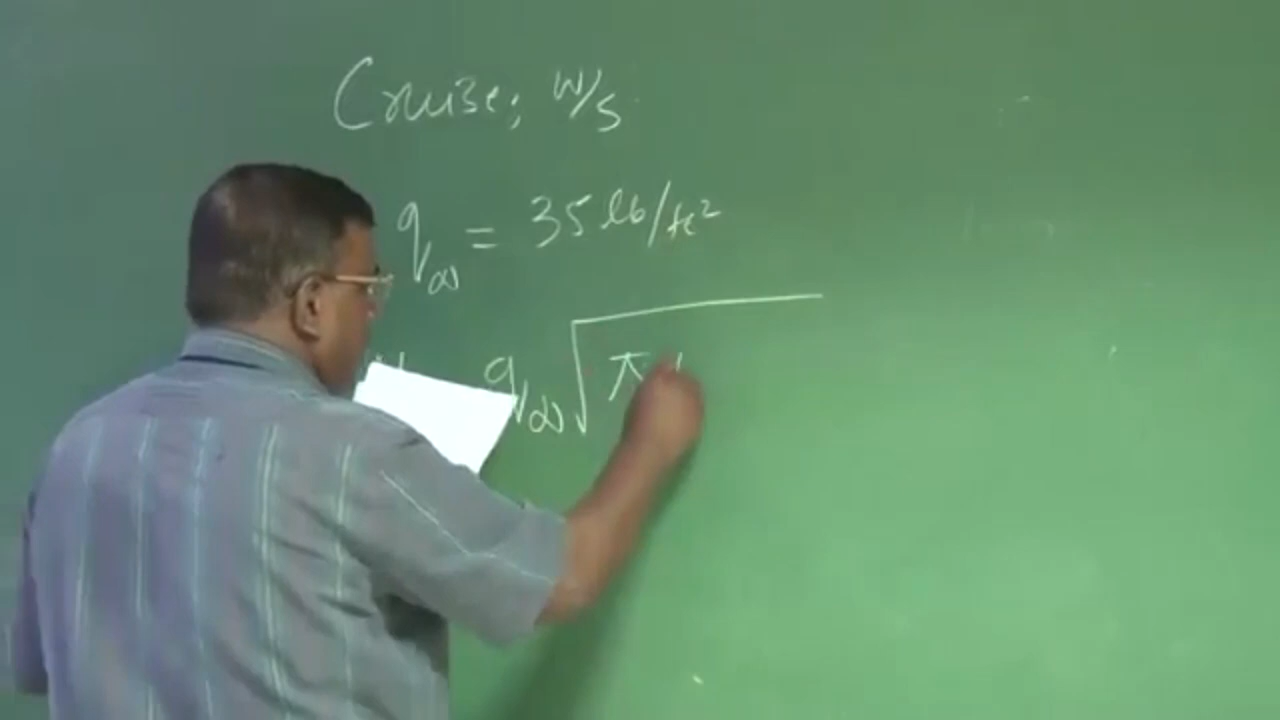 Cruise; W/S
q∞ = 35 lb/ft²
q∞ √π